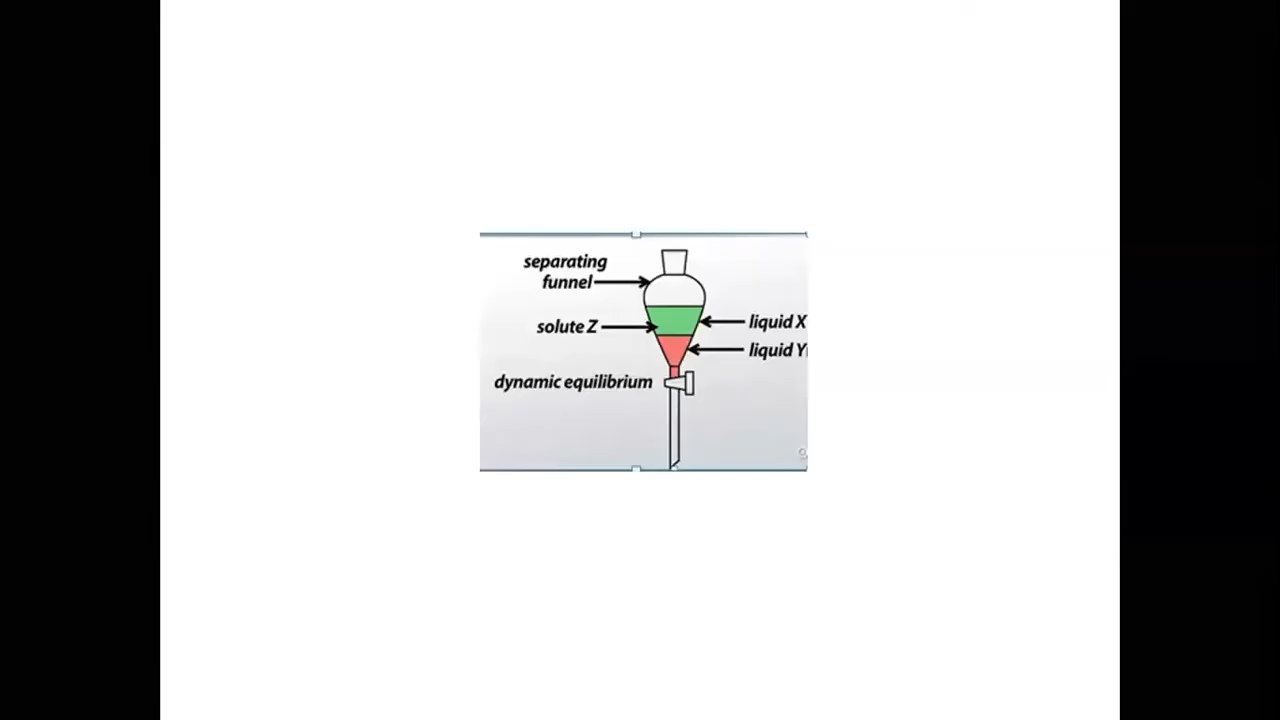 separating
funnel
solute Z
liquid X
liquid Y
dynamic equilibrium